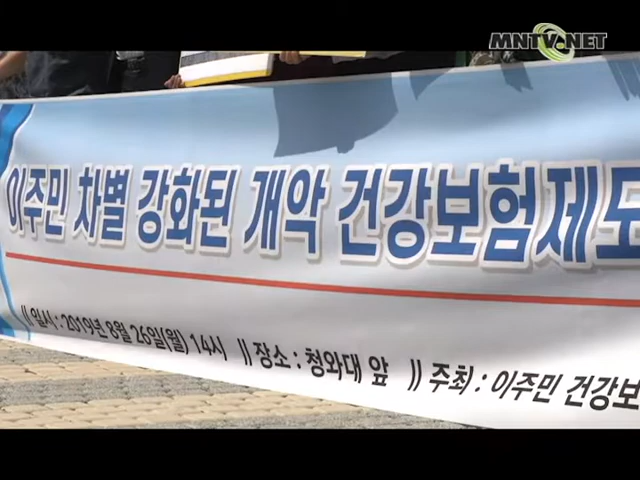 MNTV.NET
이주민 차별 강화된 개악 건강보험제도
|| 일시 : 2019년 8월 26일(월) 14시 || 장소 : 청와대 앞 || 주최 : 이주민 건강보